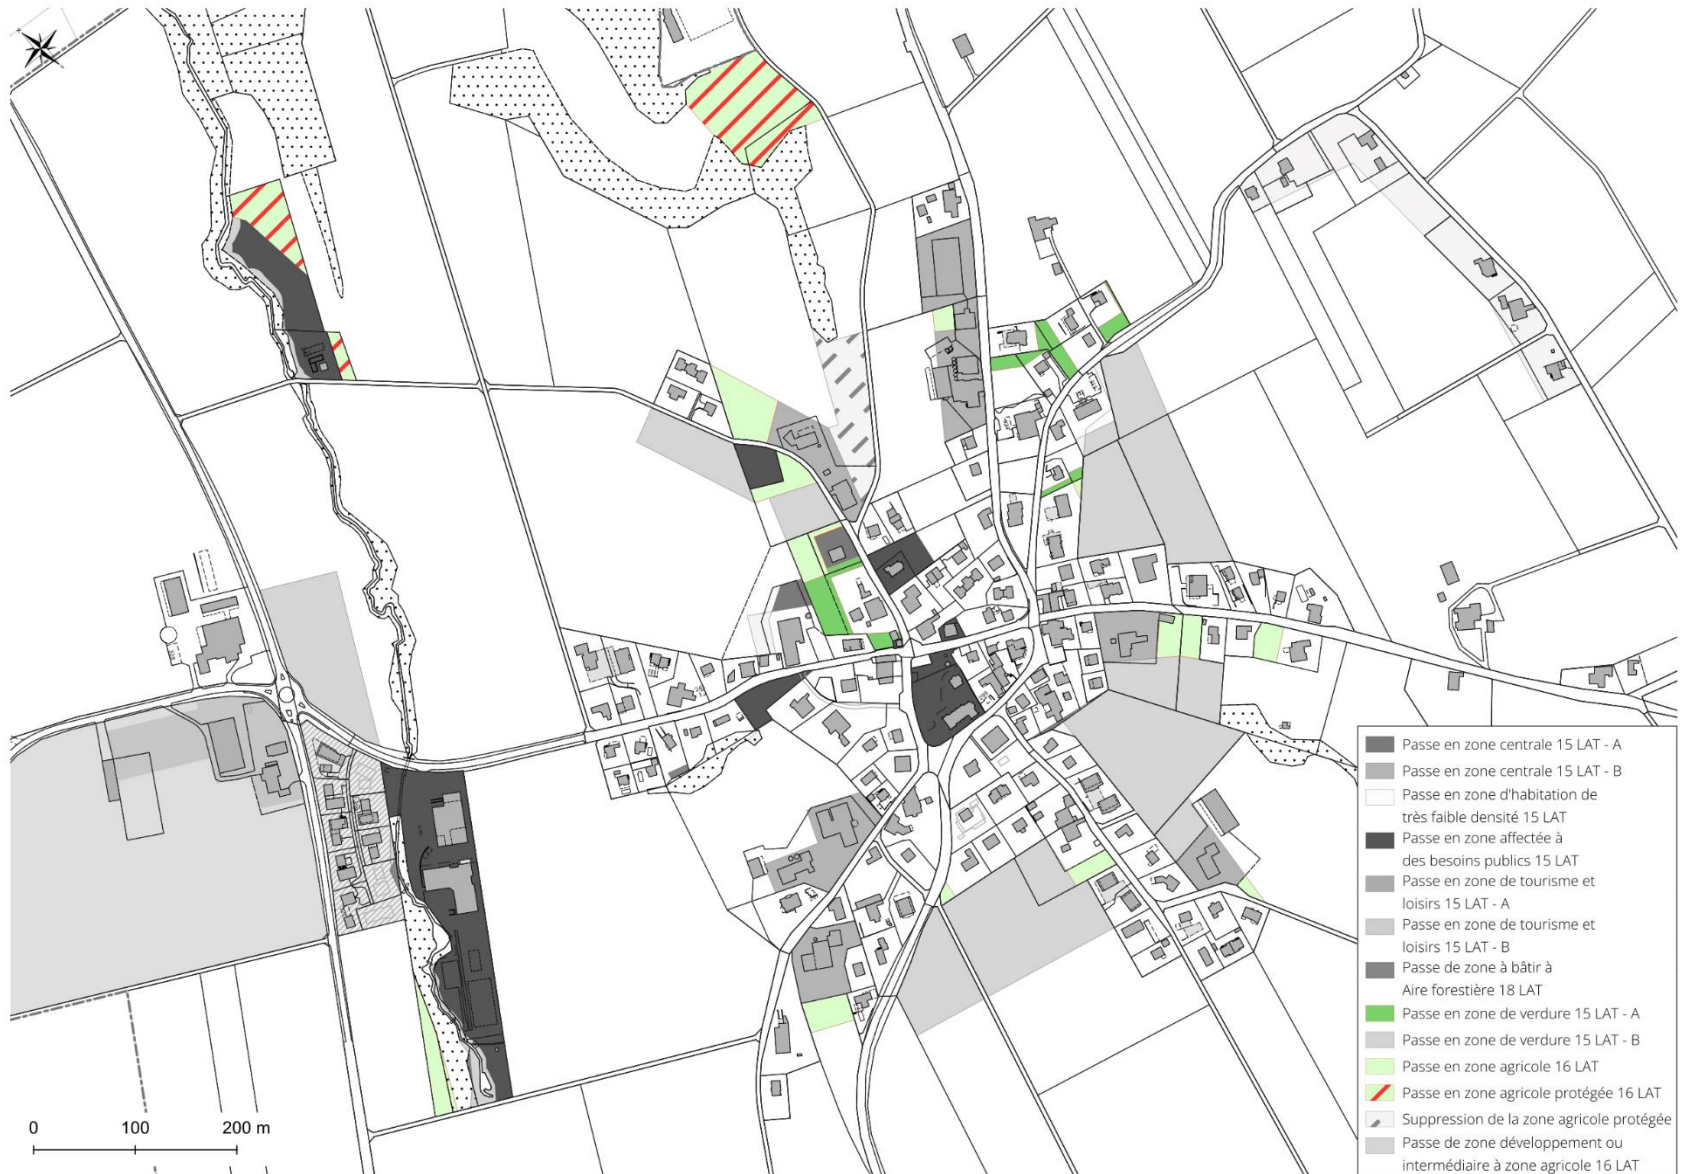 Passe en zone centrale 15 LAT - A
Passe en zone centrale 15 LAT - B
Passe en zone d'habitation de
très faible densité 15 LAT
Passe en zone affectée à
des besoins publics 15 LAT
Passe en zone de tourisme et
loisirs 15 LAT - A
Passe en zone de tourisme et
loisirs 15 LAT - B
Passe de zone à bâtir à
Aire forestière 18 LAT
Passe en zone de verdure 15 LAT - A
Passe en zone de verdure 15 LAT - B
Passe en zone agricole 16 LAT
Passe en zone agricole protégée 16 LAT
Suppression de la zone agricole protégée
Passe de zone développement ou
intermédiaire à zone agricole 16 LAT
0 100 200 m